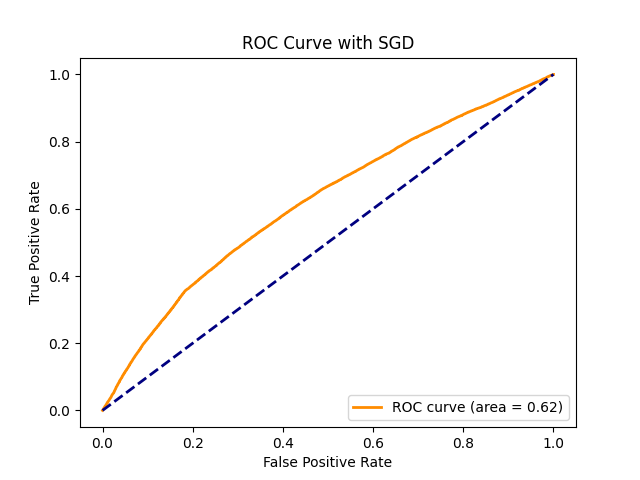 ROC Curve with SGD
True Positive Rate
1.0
0.8
0.6
0.4
0.2
0.0
ROC curve (area = 0.62)
0.0 0.2 0.4 0.6 0.8 1.0
False Positive Rate